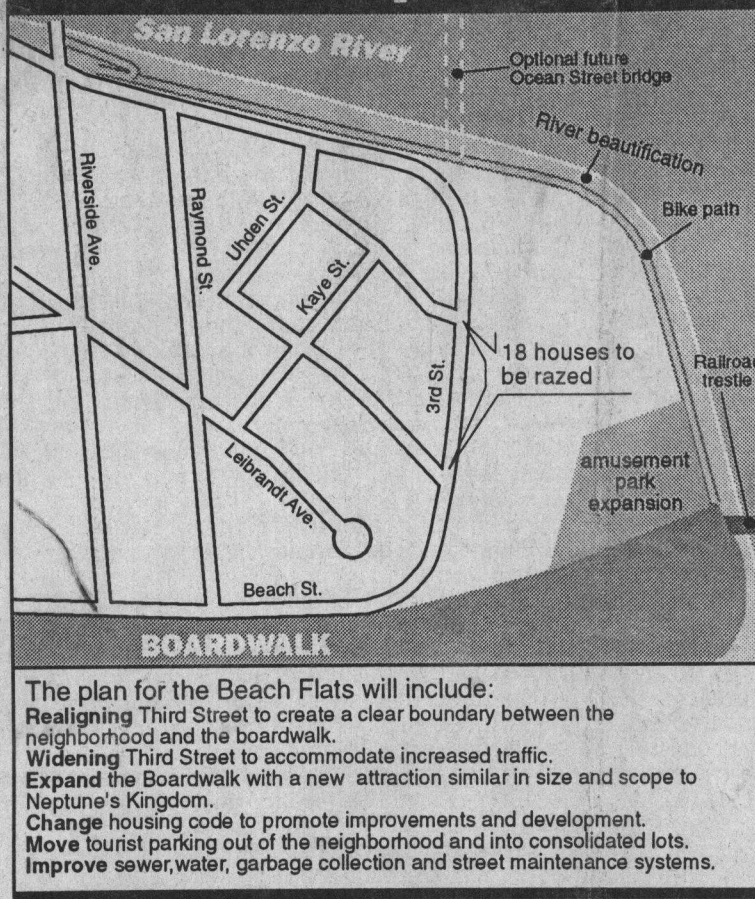 San Lorenzo River
Optional future
Ocean Street bridge
River beautification
Bike path
Riverside Ave.
Raymond St.
Uhden St.
Kaye St.
18 houses to
be razed
3rd St.
Railroad
trestle
amusement
park
expansion
Leibrandt Ave.
Beach St.
BOARDWALK
The plan for the Beach Flats will include:
Realigning Third Street to create a clear boundary between the
neighborhood and the boardwalk.
Widening Third Street to accommodate increased traffic.
Expand the Boardwalk with a new attraction similar in size and scope to
Neptune's Kingdom.
Change housing code to promote improvements and development.
Move tourist parking out of the neighborhood and into consolidated lots.
Improve sewer,water, garbage collection and street maintenance systems.